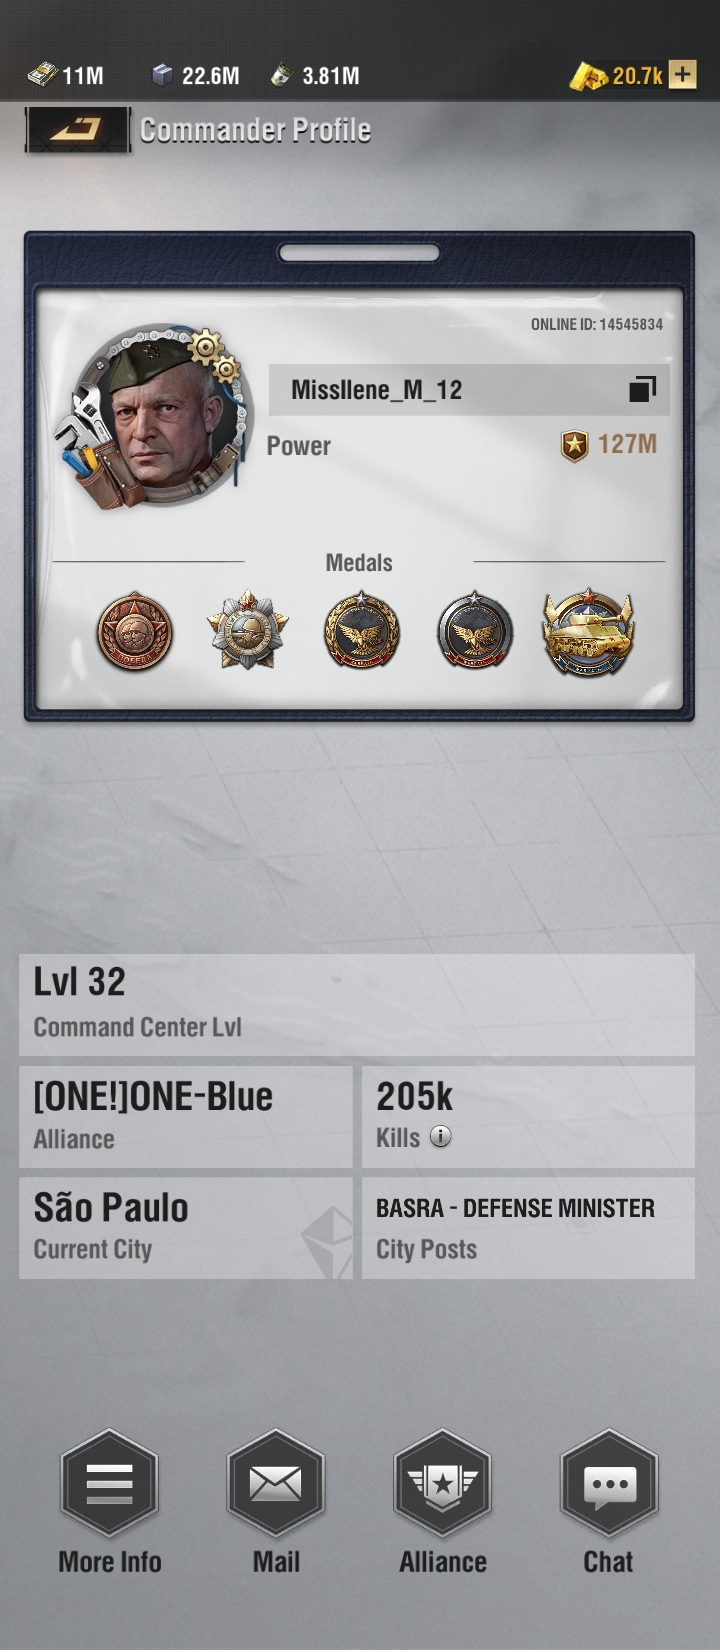 11M 22.6M 3.81M 20.7k
Commander Profile
ONLINE ID: 14545834
MissIlene_M_12
Power 127M
Medals
ПОБЕДА
Lvl 32
Command Center Lvl
[ONE!]ONE-Blue 205k
Alliance Kills
São Paulo BASRA - DEFENSE MINISTER
Current City City Posts
More Info Mail Alliance Chat